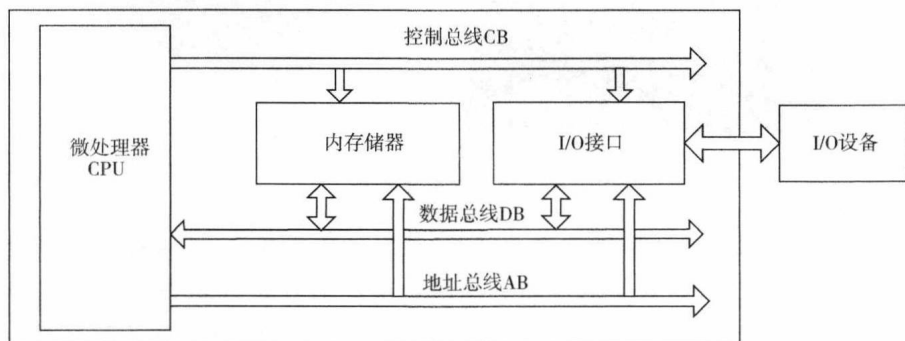 控制总线CB
微处理器
CPU
内存储器
I/O接口
I/O设备
数据总线DB
地址总线AB